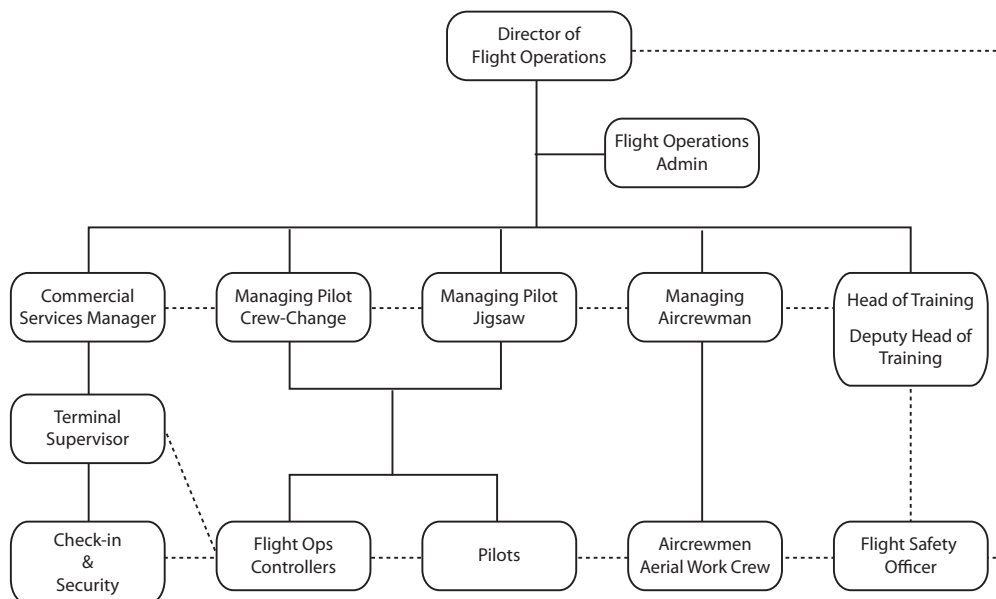 Director of
Flight Operations
Flight Operations
Admin
Commercial
Services Manager
Managing Pilot
Crew-Change
Managing Pilot
Jigsaw
Managing
Aircrewman
Head of Training
Deputy Head of
Training
Terminal
Supervisor
Check-in
&
Security
Flight Ops
Controllers
Pilots
Aircrewmen
Aerial Work Crew
Flight Safety
Officer